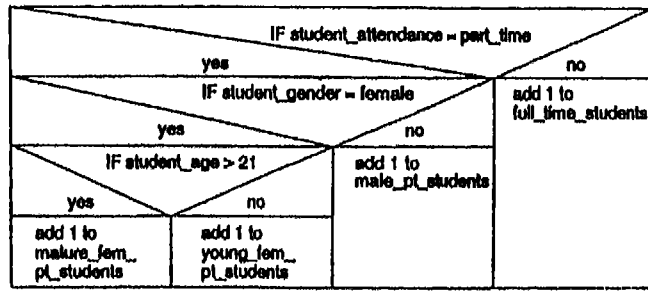 IF student_attendance = part_time
yes
no
IF student_gender = female
add 1 to
full_time_students
yes
no
IF student_age > 21
add 1 to
male_pt_students
yes
no
add 1 to
mature_fem_
pt_students
add 1 to
young_fem_
pt_students